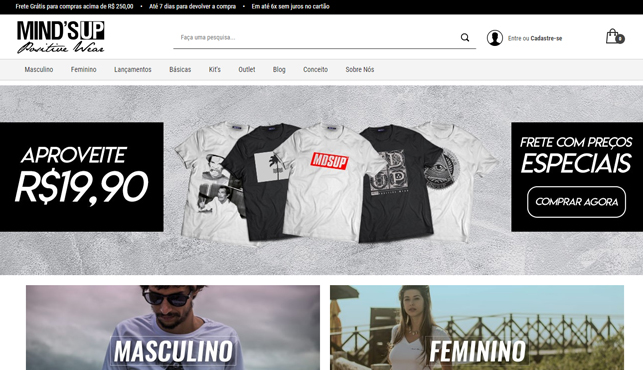 Frete Grátis para compras acima de R$ 250,00 • Até 7 dias para devolver a compra • Em até 6x sem juros no cartão
MIND'SUP
Positive Wear
Faça uma pesquisa...
Entre ou Cadastre-se
0
Masculino Feminino Lançamentos Básicas Kit's Outlet Blog Conceito Sobre Nós
APROVEITE
R$19,90
MDSUP
FRETE COM PREÇOS
ESPECIAIS
COMPRAR AGORA
MASCULINO
FEMININO